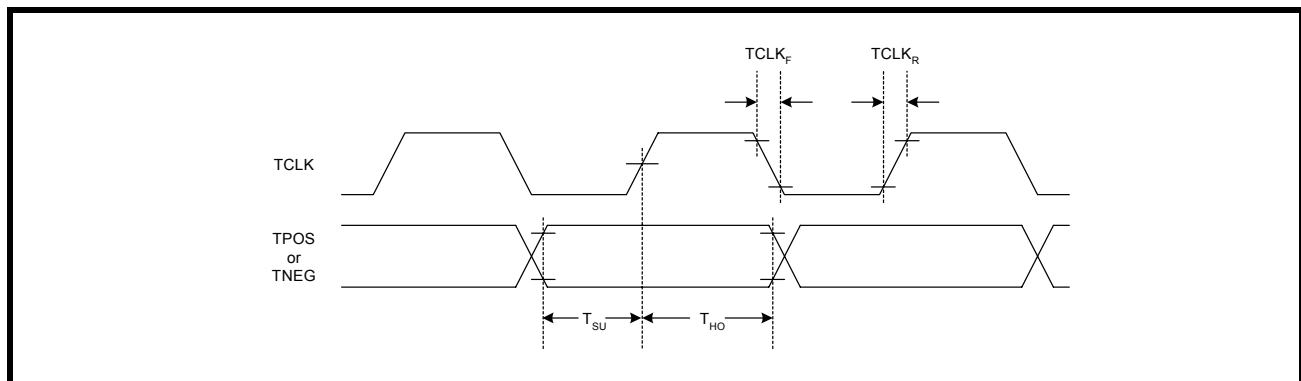 TCLKF
TCLKR
TCLK
TPOS
or
TNEG
TSU
THO